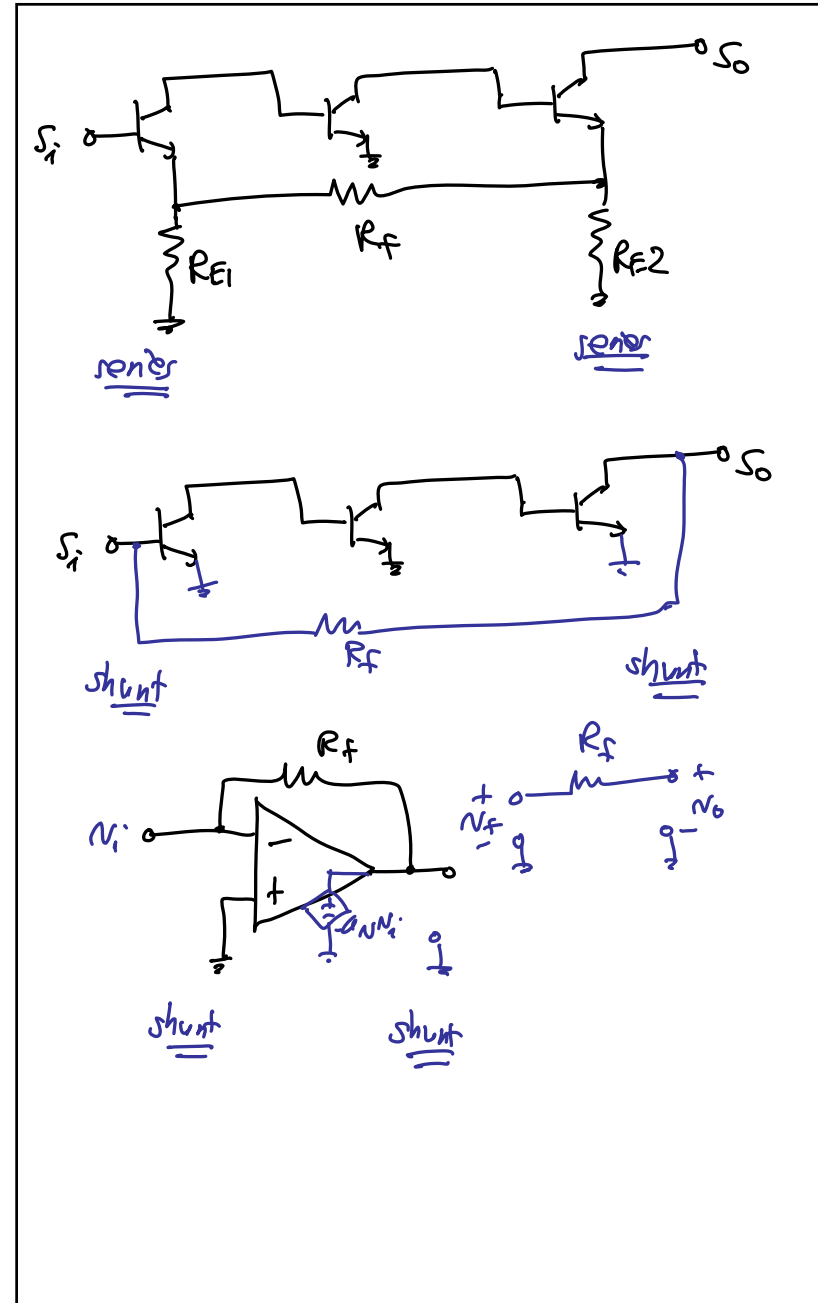 So
Si
Rf
RE1
RE2
series series
So
Si
Rf
shunt shunt
Rf Rf
+ +
Vi Vf Vo
- - -
+
-avVi
shunt shunt